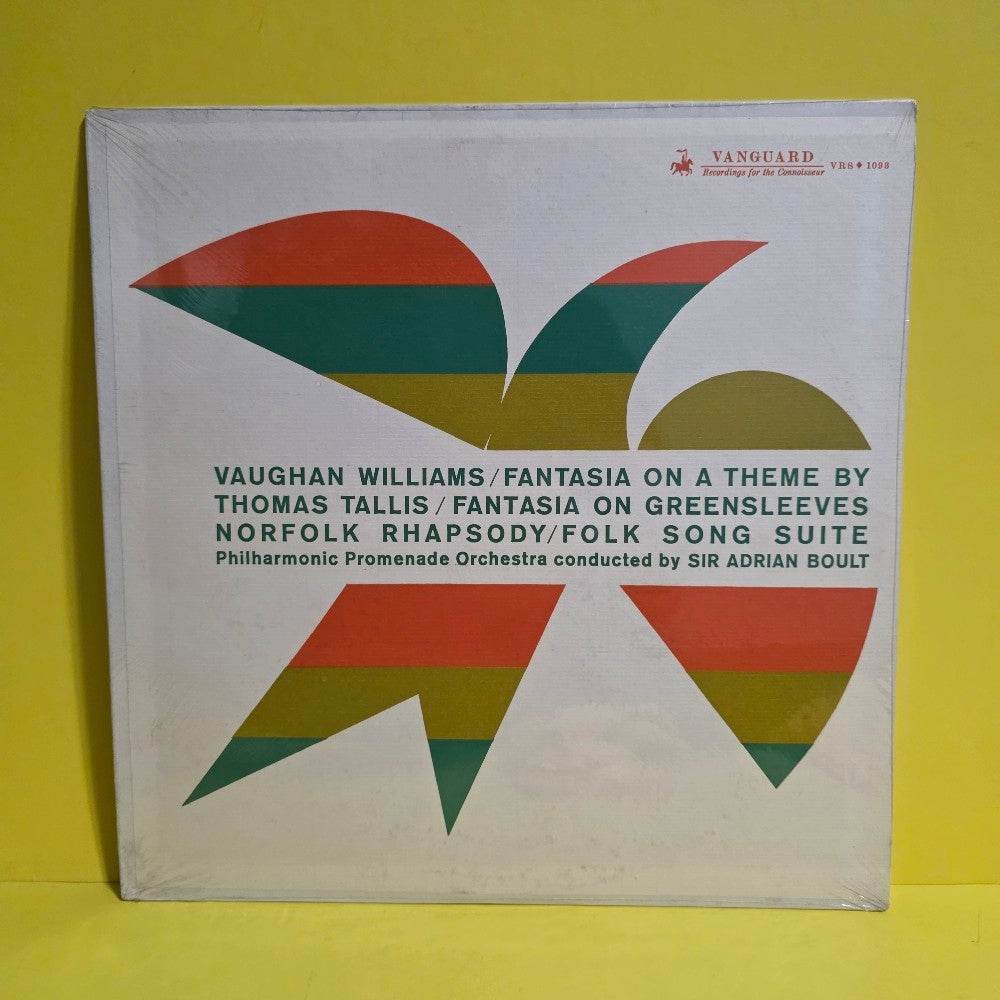 VANGUARD
Recordings for the Connoisseur
VRS♦1093
VAUGHAN WILLIAMS/FANTASIA ON A THEME BY
THOMAS TALLIS/FANTASIA ON GREENSLEEVES
NORFOLK RHAPSODY/FOLK SONG SUITE
Philharmonic Promenade Orchestra conducted by SIR ADRIAN BOULT